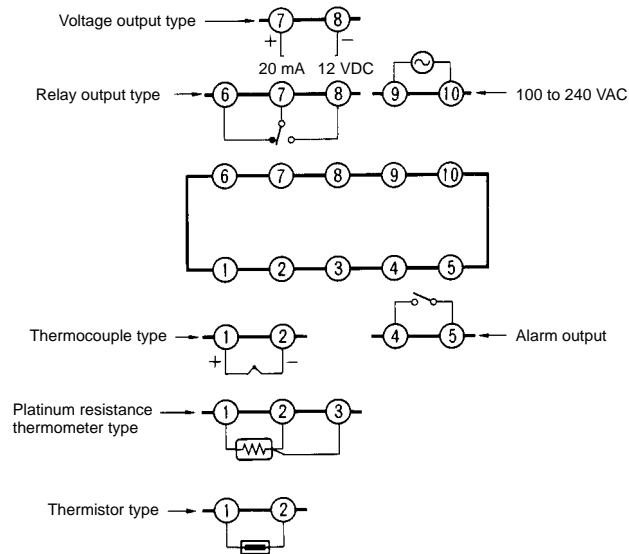 Voltage output type
7 8
+ −
20 mA 12 VDC
Relay output type
6 7 8 9 10
100 to 240 VAC
6 7 8 9 10
1 2 3 4 5
Thermocouple type
1 2
+ −
4 5
Alarm output
Platinum resistance
thermometer type
1 2 3
Thermistor type
1 2